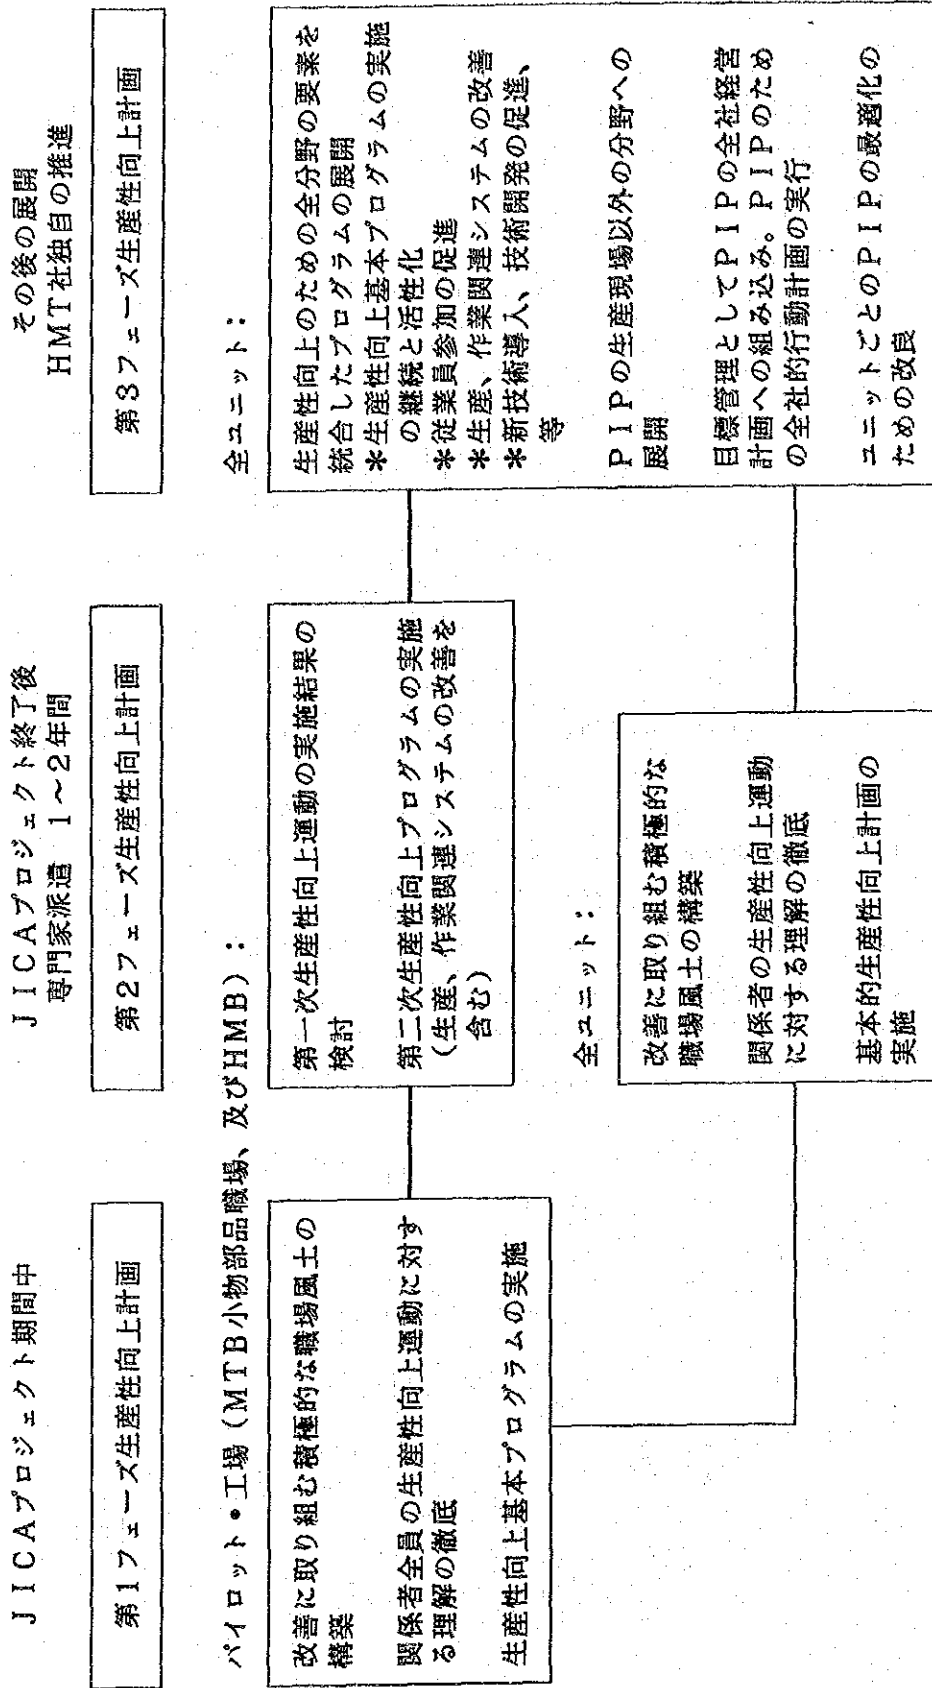 JICAプロジェクト期間中
第1フェーズ生産性向上計画
JICAプロジェクト終了後
専門家派遣 1〜2年間
第2フェーズ生産性向上計画
その後の展開
HMT社独自の推進
第3フェーズ生産性向上計画
パイロット・工場(MTB小物部品職場、及びHMB):
改善に取り組む積極的な職場風土の
構築
関係者全員の生産性向上運動に対す
る理解の徹底
生産性向上基本プログラムの実施
第一次生産性向上運動の実施結果の
検討
第二次生産性向上プログラムの実施
(生産、作業関連システムの改善を
含む)
全ユニット:
改善に取り組む積極的な
職場風土の構築
関係者の生産性向上運動
に対する理解の徹底
基本的生産性向上計画の
実施
全ユニット:
生産性向上のための全分野の要素を
統合したプログラムの展開
*生産性向上基本プログラムの実施
の継続と活性化
*従業員参加の促進
*生産、作業関連システムの改善
*新技術導入、技術開発の促進、
等
PIPの生産現場以外の分野への
展開
目標管理としてPIPの全社経営
計画への組み込み。PIPのため
の全社的行動計画の実行
ユニットごとのPIPの最適化の
ための改良